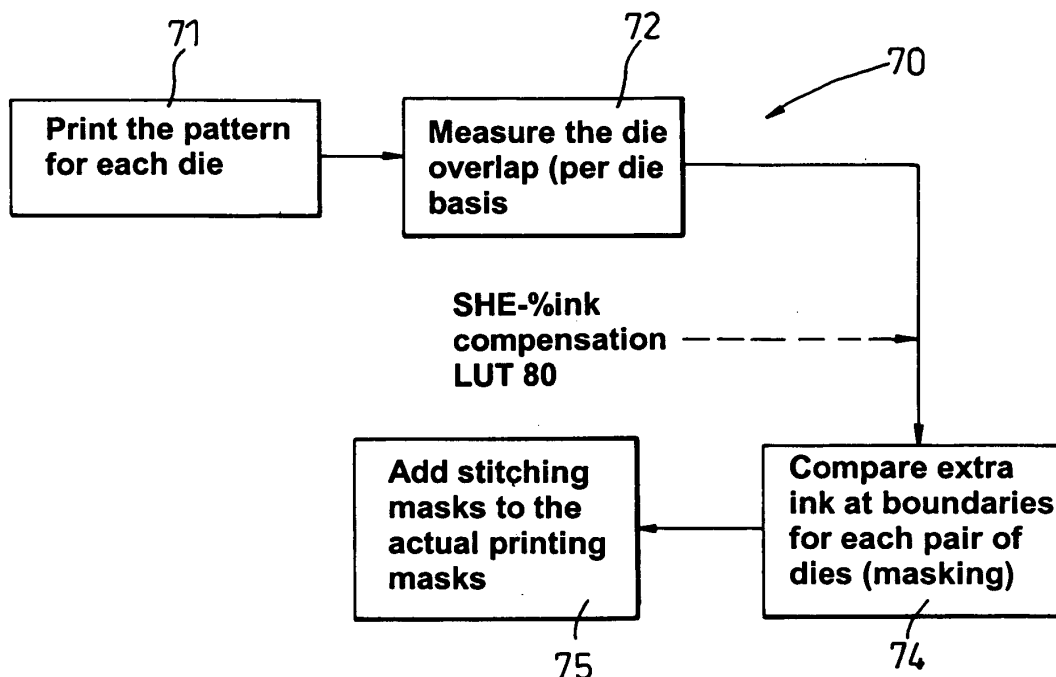 71
Print the pattern
for each die
72
Measure the die
overlap (per die
basis
70
SHE-%ink
compensation
LUT 80
Compare extra
ink at boundaries
for each pair of
dies (masking)
74
Add stitching
masks to the
actual printing
masks
75